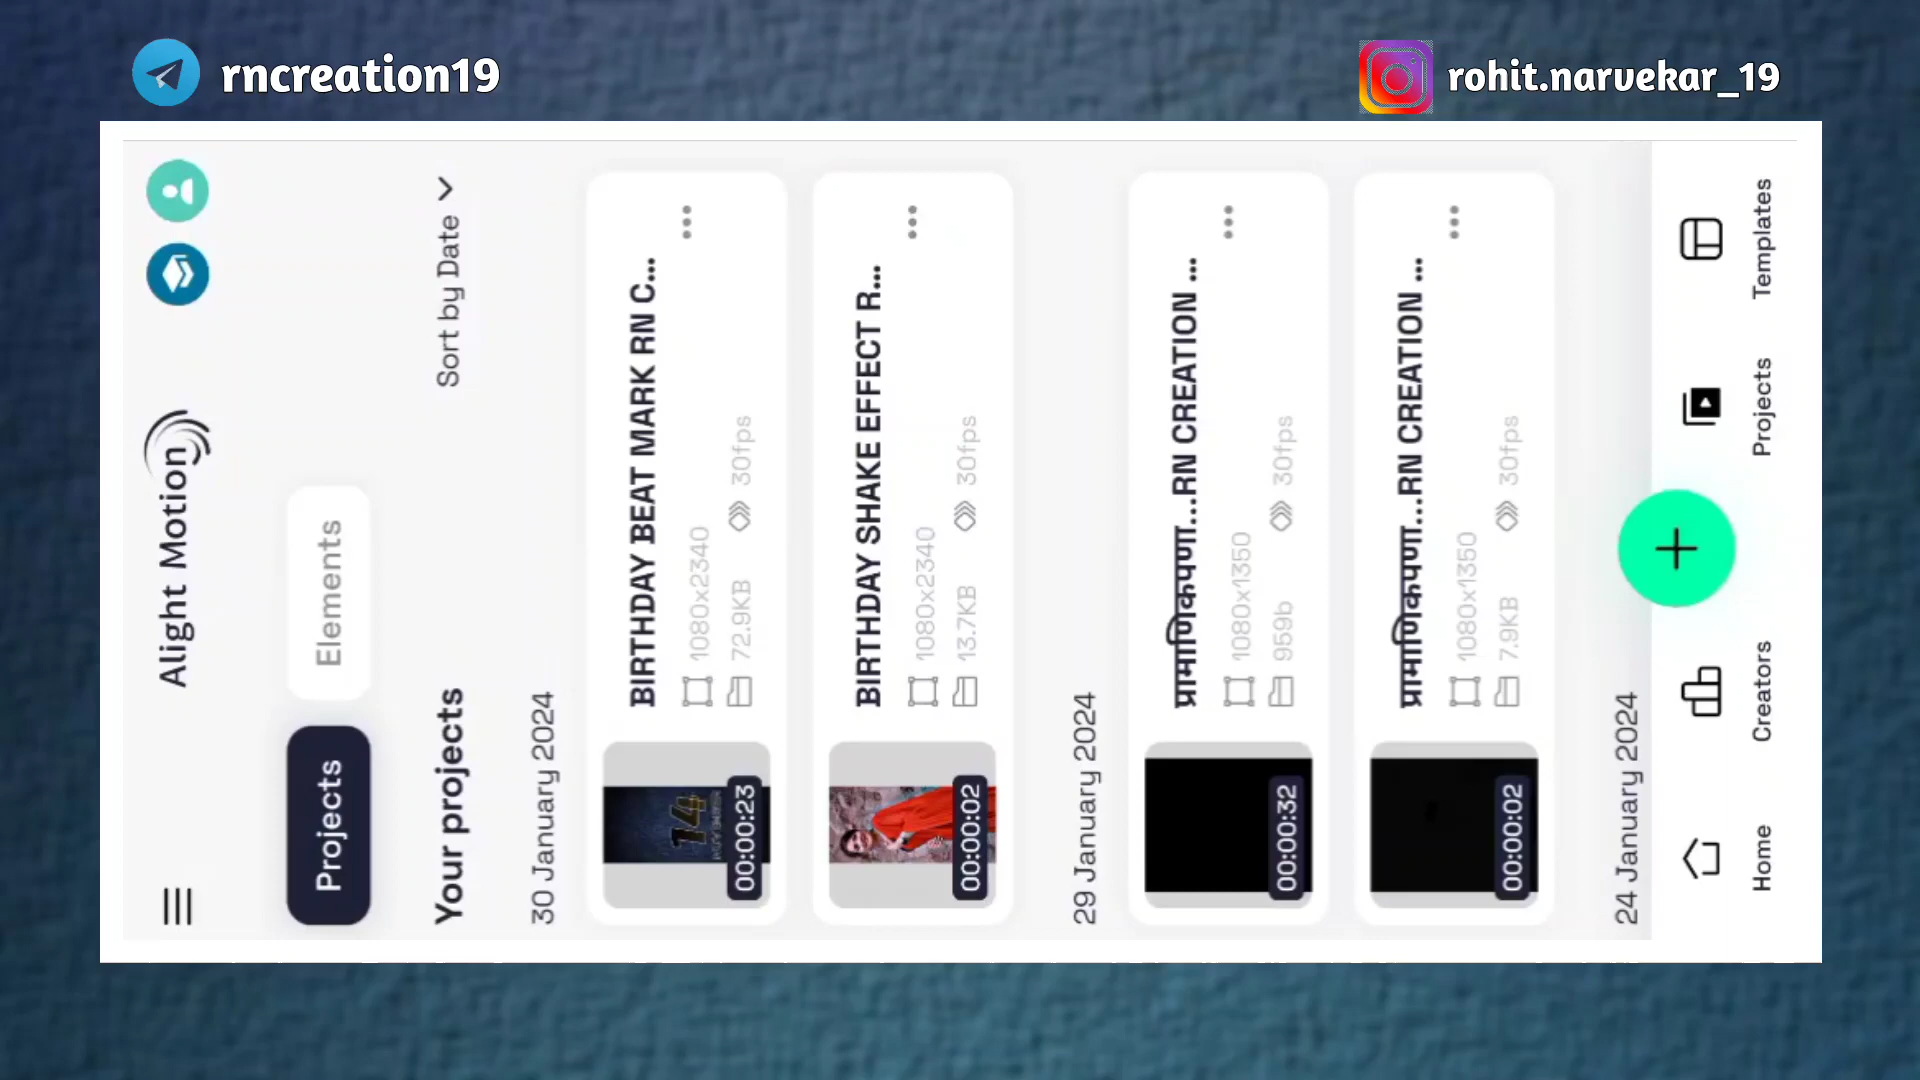 rncreation19
rohit.narvekar_19
Alight Motion
Projects
Elements
Your projects
Sort by Date
30 January 2024
BIRTHDAY BEAT MARK RN C...
1080x2340
72.9KB
30fps
00:00:23
BIRTHDAY SHAKE EFFECT R...
1080x2340
13.7KB
30fps
00:00:02
29 January 2024
प्रामाणिकपणा...RN CREATION ...
1080x1350
959b
30fps
00:00:32
प्रामाणिकपणा...RN CREATION ...
1080x1350
7.9KB
30fps
00:00:02
24 January 2024
Home
Creators
Projects
Templates
14